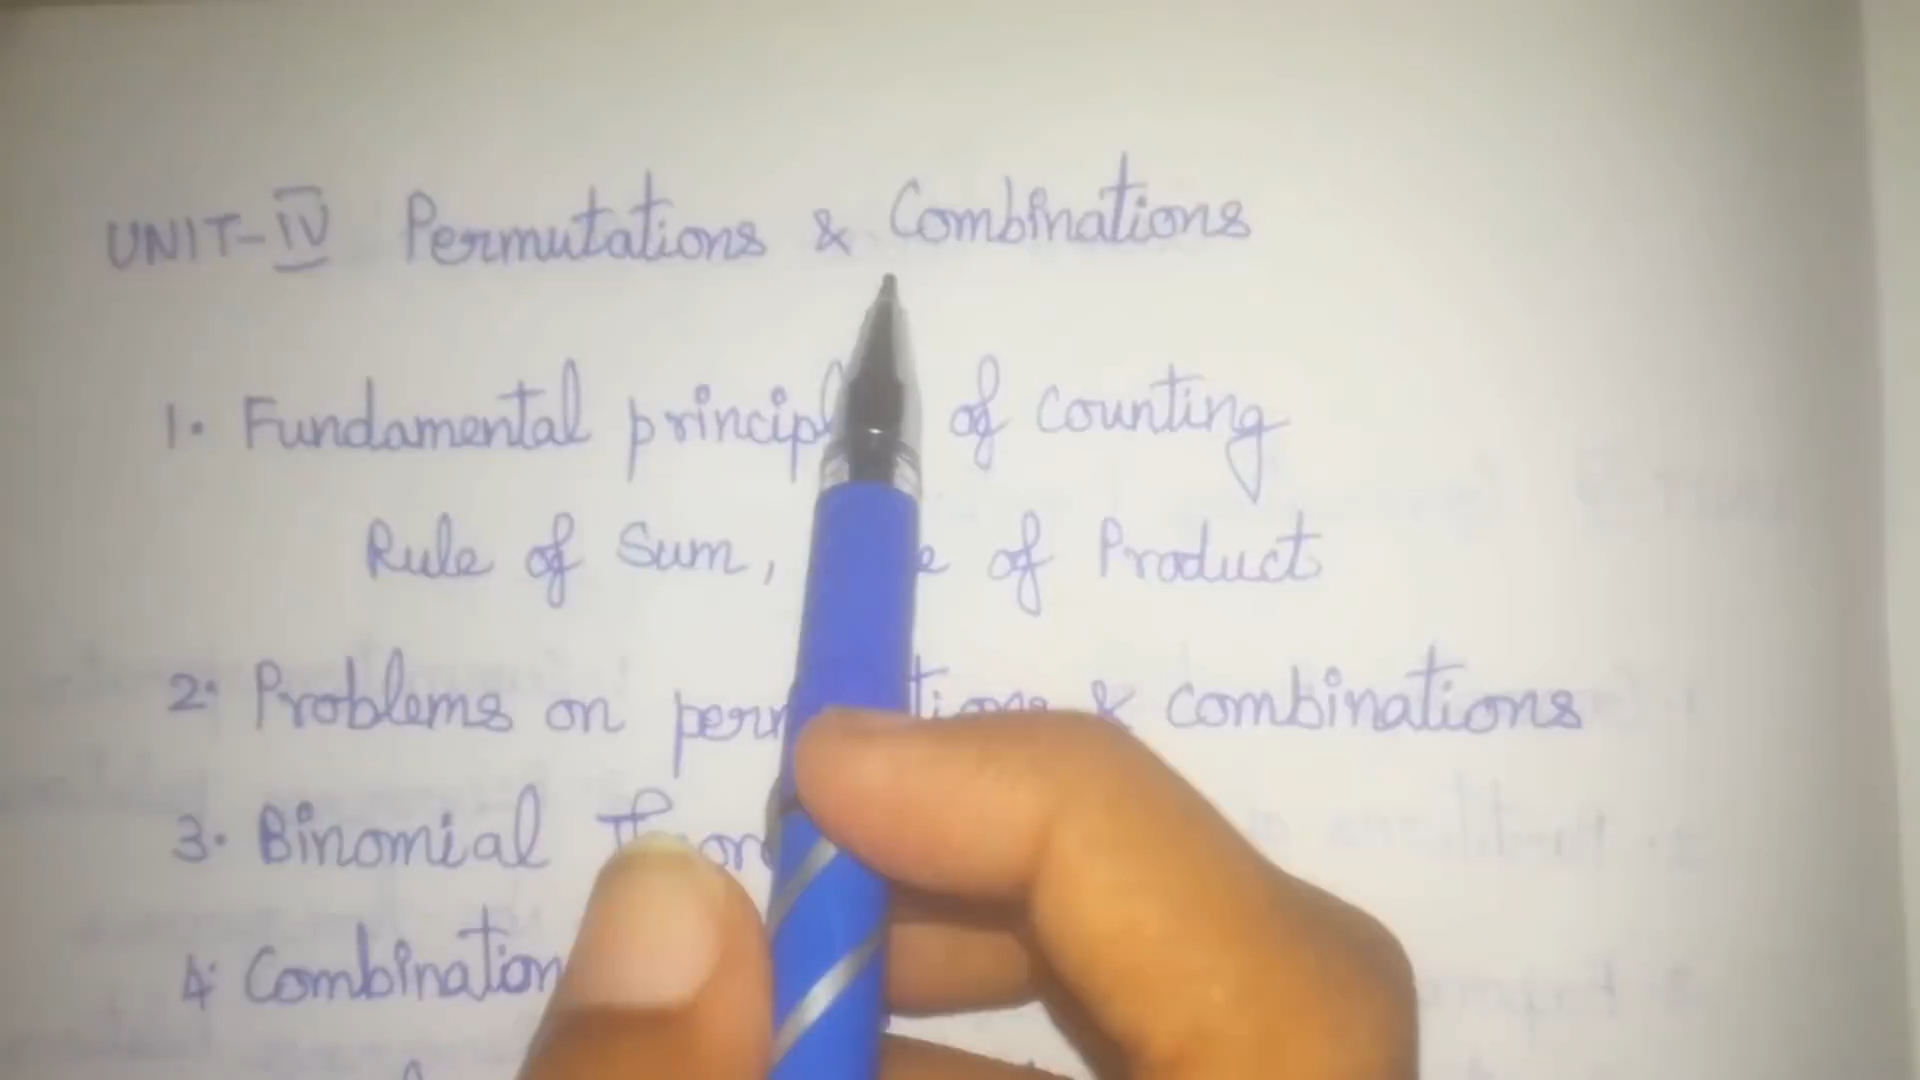 UNIT-IV Permutations & Combinations
1. Fundamental of counting
Rule of Sum, of Product
2. Problems on & combinations
3. Binomial
4. Combination